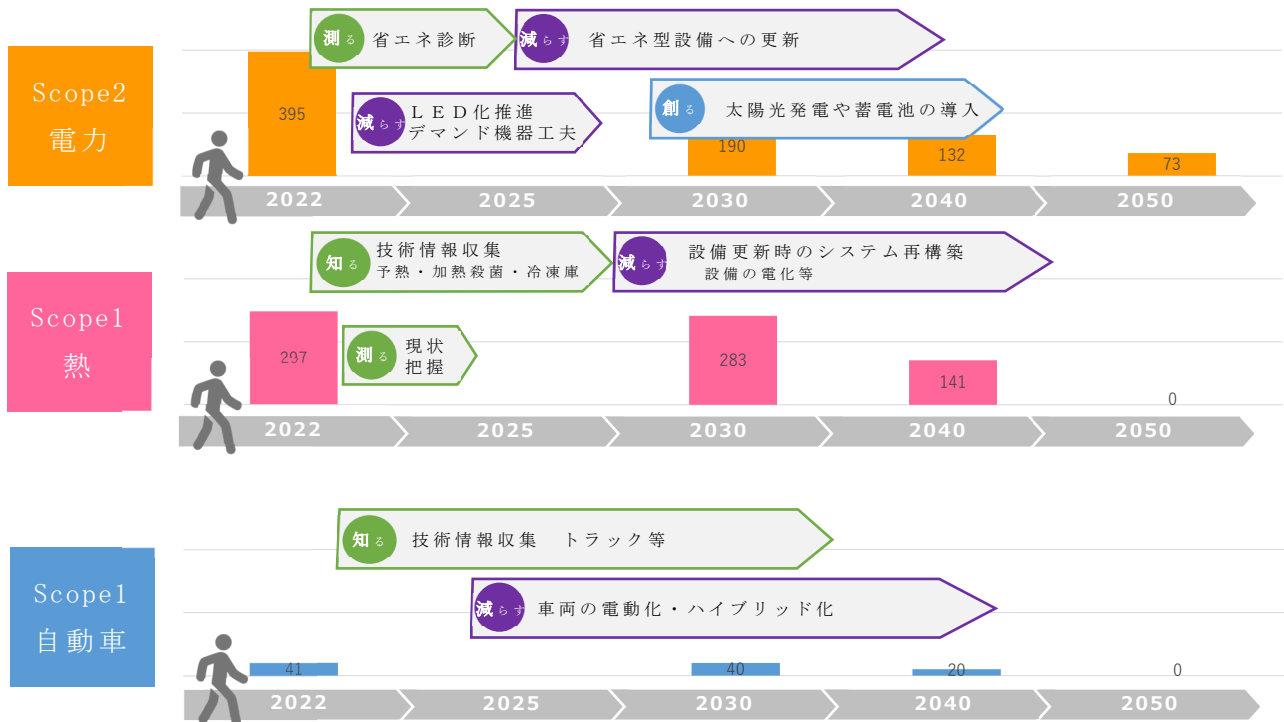 Scope2
電力
測る 省エネ診断
減らす 省エネ型設備への更新
減らす LED化推進
デマンド機器工夫
創る 太陽光発電や蓄電池の導入
395
190
132
73
2022 2025 2030 2040 2050
Scope1
熱
知る 技術情報収集
予熱・加熱殺菌・冷凍庫
減らす 設備更新時のシステム再構築
設備の電化等
測る 現状
把握
297
283
141
0
2022 2025 2030 2040 2050
Scope1
自動車
知る 技術情報収集 トラック等
減らす 車両の電動化・ハイブリッド化
41
40
20
0
2022 2025 2030 2040 2050